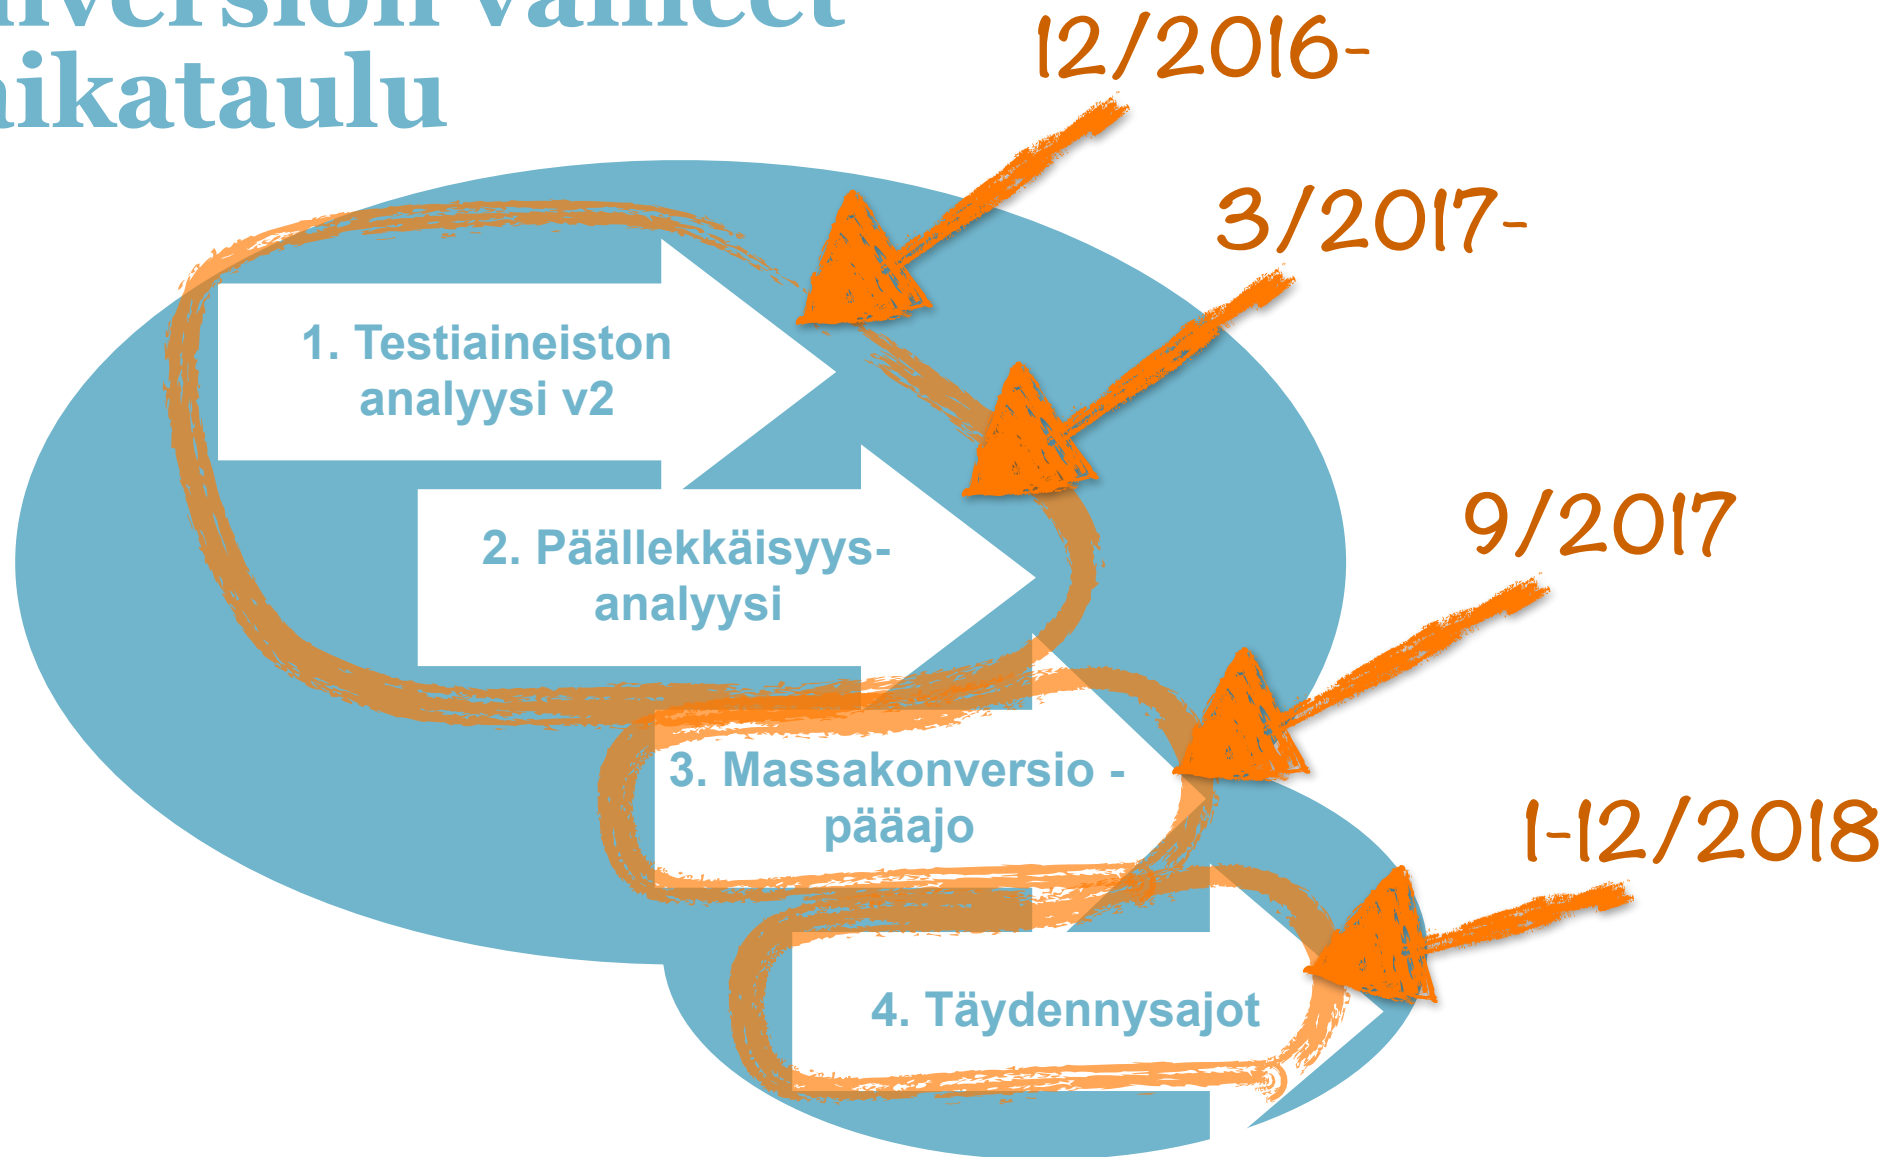 aikataulu
12/2016-
3/2017-
1. Testiaineiston
analyysi v2
2. Päällekkäisyys-
analyysi
9/2017
3. Massakonversio -
pääajo
1-12/2018
4. Täydennysajot